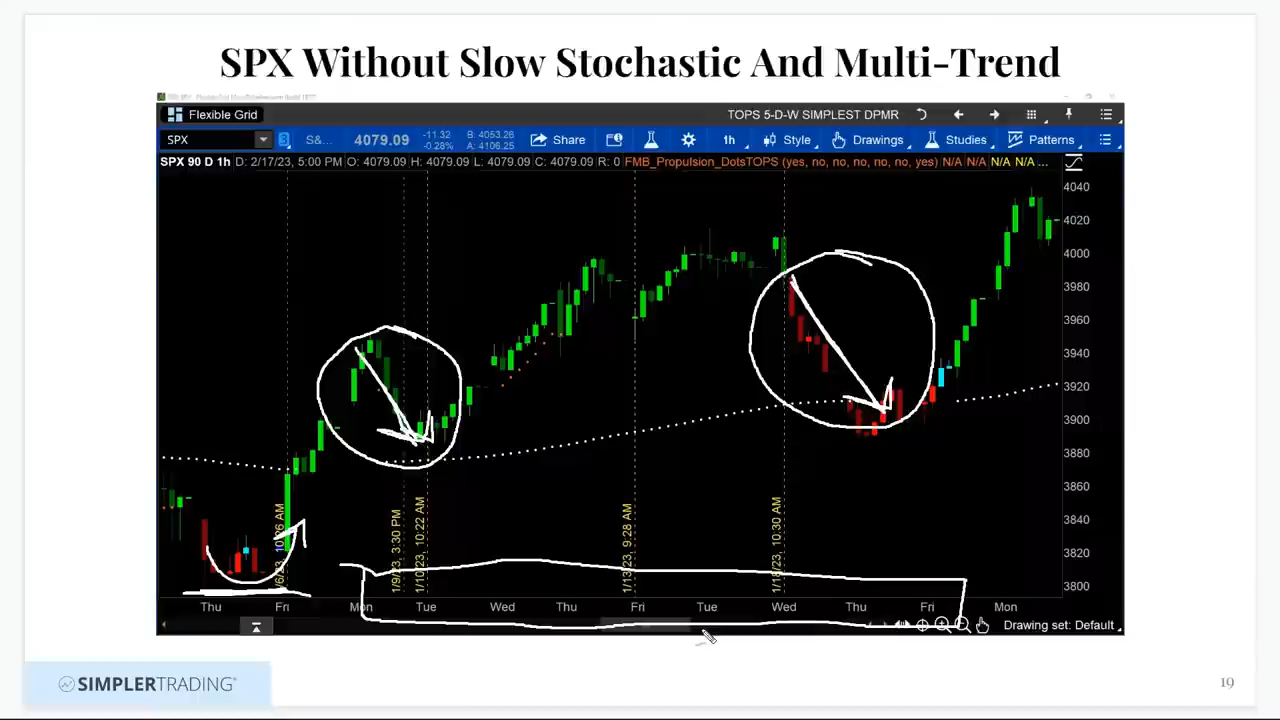 SPX Without Slow Stochastic And Multi-Trend
Flexible Grid
TOPS 5-D-W SIMPLEST DPMR
SPX
3
S&...
4079.09
-11.32
-0.28%
B: 4053.26
A: 4106.25
Share
1h
Style
Drawings
Studies
Patterns
SPX 90 D 1h D: 2/17/23, 5:00 PM O: 4079.09 H: 4079.09 L: 4079.09 C: 4079.09 R: 0 FMB_Propulsion_DotsTOPS (yes, no, no, no, no, no, yes) N/A N/A N/A N/A ...
4040
4020
4000
3980
3960
3940
3920
3900
3880
3860
3840
3820
3800
1/9/23, 3:30 PM
1/10/23, 10:22 AM
1/13/23, 9:28 AM
1/18/23, 10:30 AM
Thu Fri Mon Tue Wed Thu Fri Tue Wed Thu Fri Mon
Drawing set: Default
SIMPLERTRADING
19